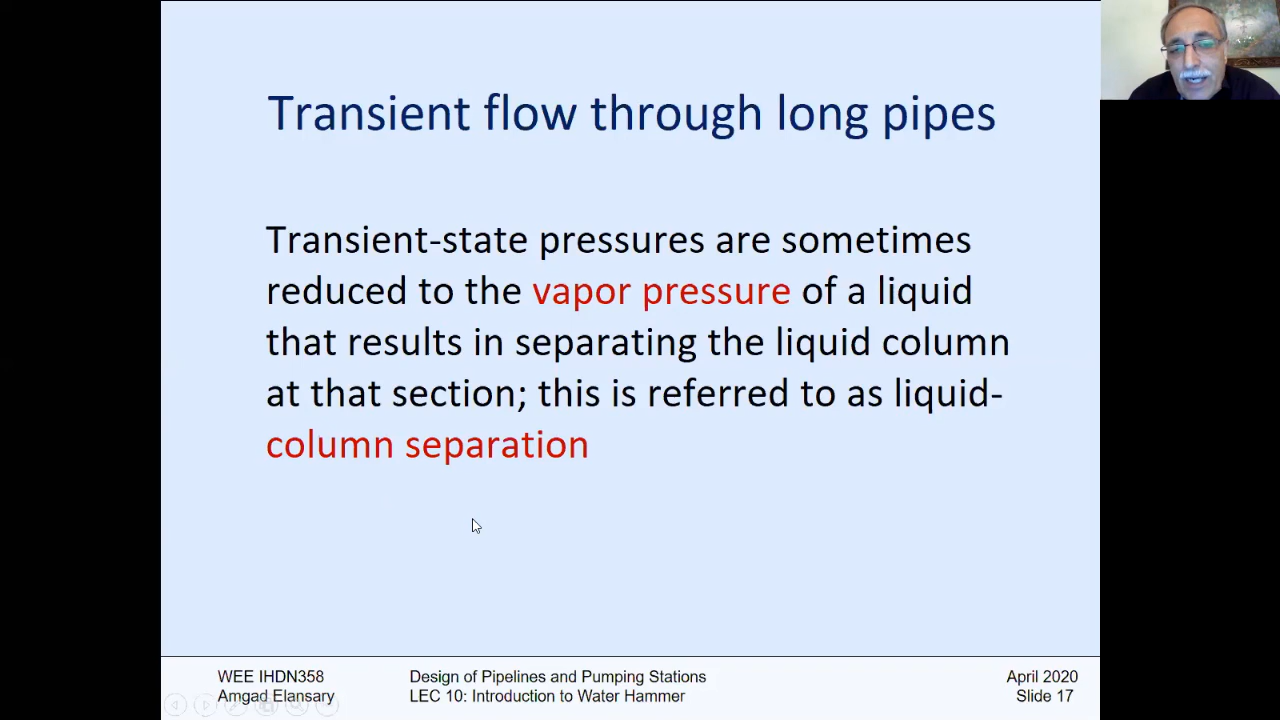 Transient flow through long pipes
Transient-state pressures are sometimes
reduced to the vapor pressure of a liquid
that results in separating the liquid column
at that section; this is referred to as liquid-
column separation
WEE IHDN358
Amgad Elansary
Design of Pipelines and Pumping Stations
LEC 10: Introduction to Water Hammer
April 2020
Slide 17